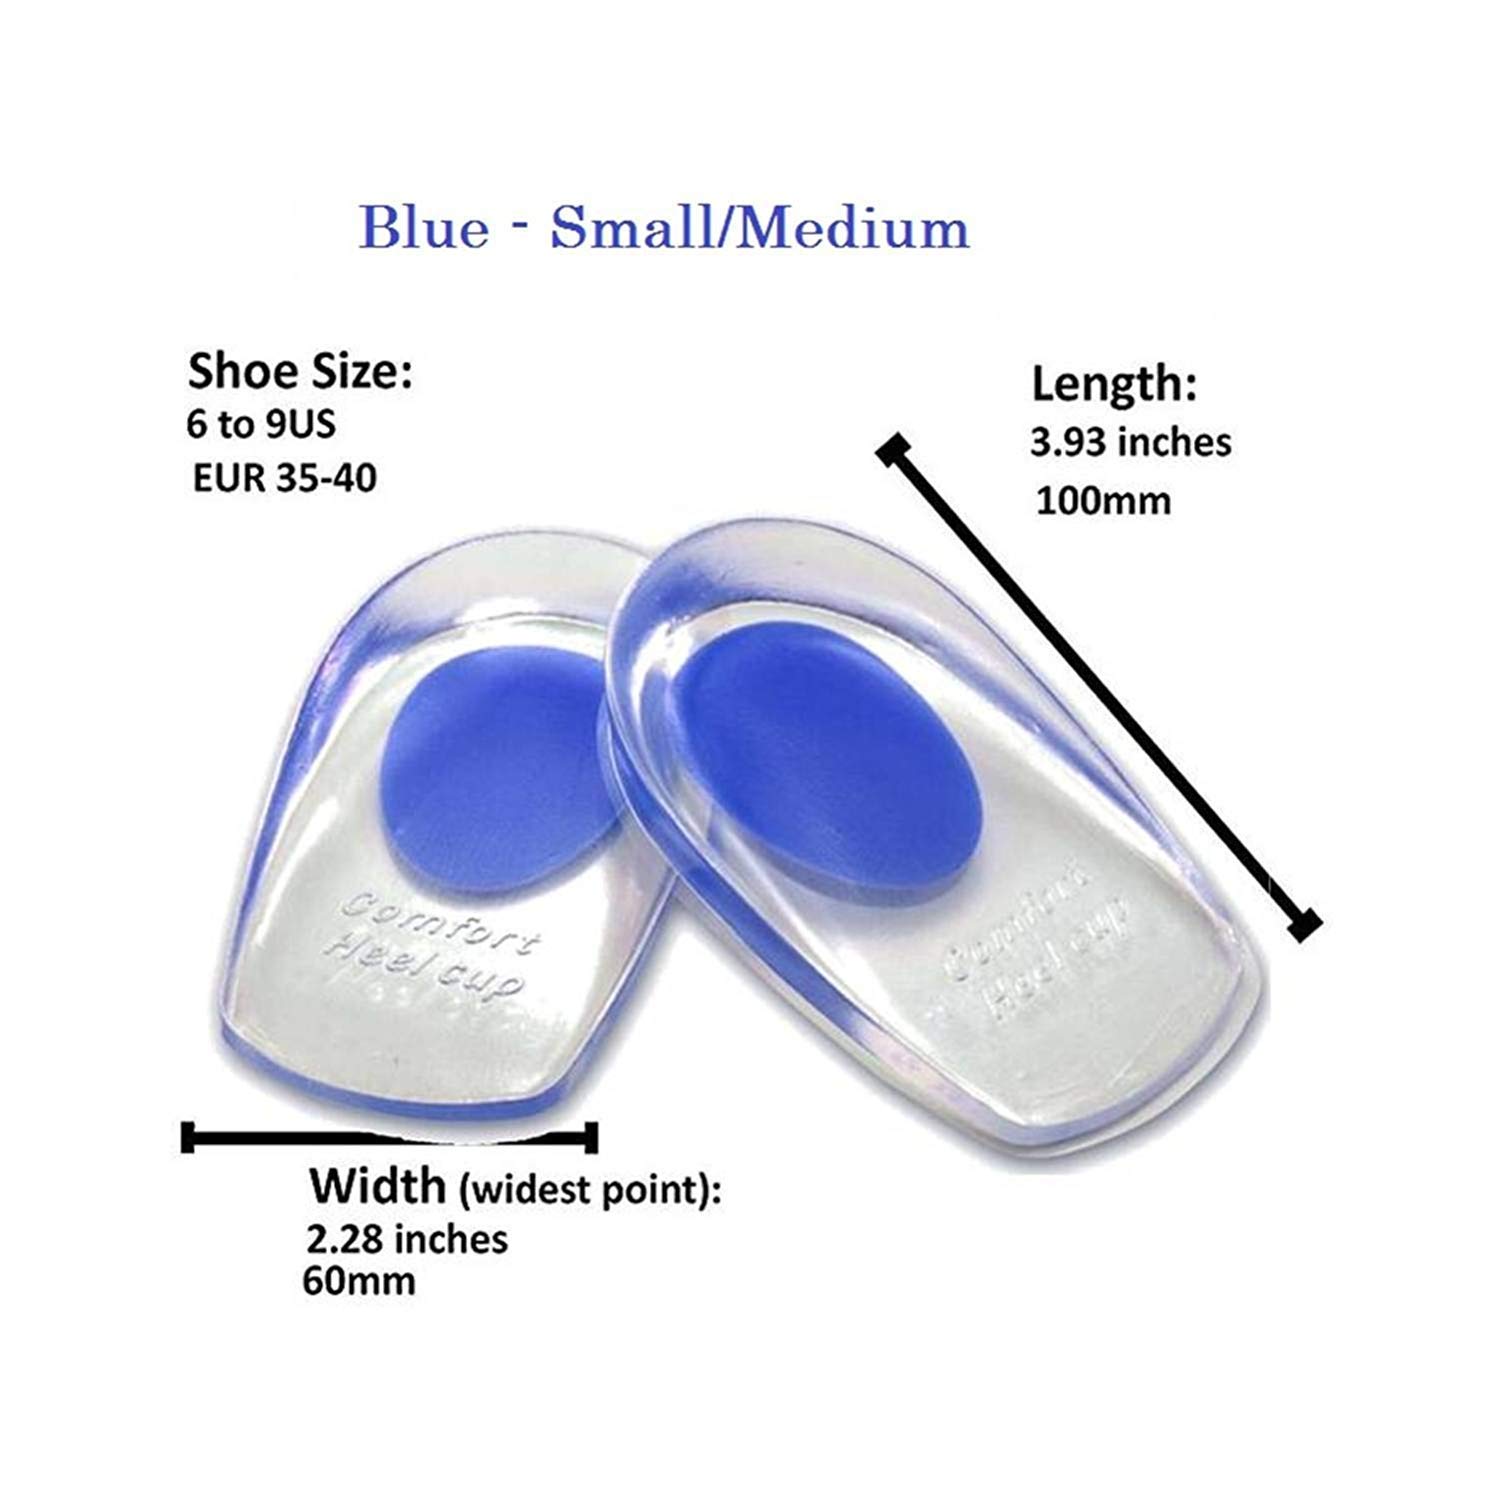 Blue - Small/Medium
Shoe Size:
6 to 9US
EUR 35-40
Length:
3.93 inches
100mm
Comfort
Heel cup
Comfort
Heel cup
Width (widest point):
2.28 inches
60mm